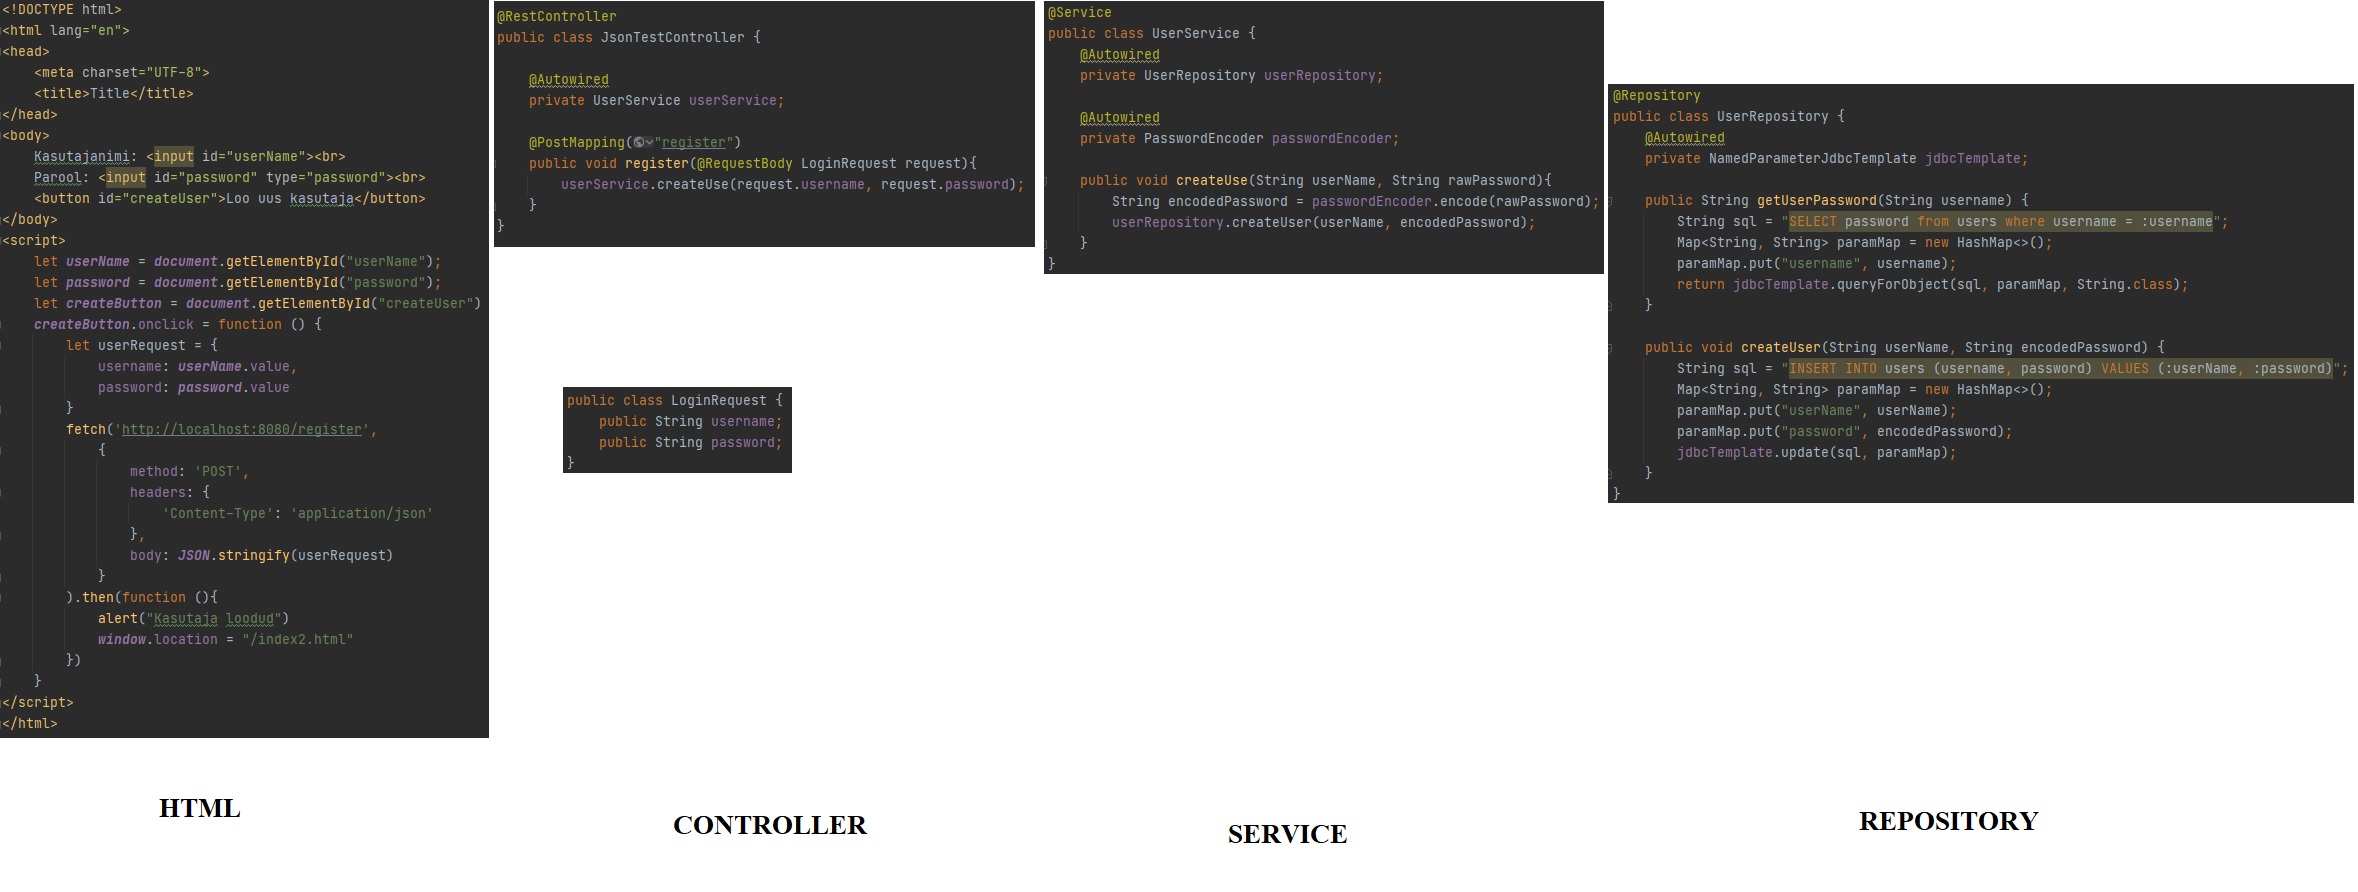 <!DOCTYPE html>
<html lang="en">
<head>
    <meta charset="UTF-8">
    <title>Title</title>
</head>
<body>
    Kasutajanimi: <input id="userName"><br>
    Parool: <input id="password" type="password"><br>
    <button id="createUser">Loo uus kasutaja</button>
</body>
<script>
    let userName = document.getElementById("userName");
    let password = document.getElementById("password");
    let createButton = document.getElementById("createUser")
    createButton.onclick = function () {
        let userRequest = {
            username: userName.value,
            password: password.value
        }
        fetch('http://localhost:8080/register',
            {
                method: 'POST',
                headers: {
                    'Content-Type': 'application/json'
                },
                body: JSON.stringify(userRequest)
            }
        ).then(function (){
            alert("Kasutaja loodud")
            window.location = "/index2.html"
        })
    }
</script>
</html>
HTML
@RestController
public class JsonTestController {
    @Autowired
    private UserService userService;
    @PostMapping("register")
    public void register(@RequestBody LoginRequest request){
        userService.createUse(request.username, request.password);
    }
}
public class LoginRequest {
    public String username;
    public String password;
}
CONTROLLER
@Service
public class UserService {
    @Autowired
    private UserRepository userRepository;
    @Autowired
    private PasswordEncoder passwordEncoder;
    public void createUse(String userName, String rawPassword){
        String encodedPassword = passwordEncoder.encode(rawPassword);
        userRepository.createUser(userName, encodedPassword);
    }
}
SERVICE
@Repository
public class UserRepository {
    @Autowired
    private NamedParameterJdbcTemplate jdbcTemplate;
    public String getUserPassword(String username) {
        String sql = "SELECT password from users where username = :username";
        Map<String, String> paramMap = new HashMap<>();
        paramMap.put("username", username);
        return jdbcTemplate.queryForObject(sql, paramMap, String.class);
    }
    public void createUser(String userName, String encodedPassword) {
        String sql = "INSERT INTO users (username, password) VALUES (:userName, :password)";
        Map<String, String> paramMap = new HashMap<>();
        paramMap.put("userName", userName);
        paramMap.put("password", encodedPassword);
        jdbcTemplate.update(sql, paramMap);
    }
}
REPOSITORY